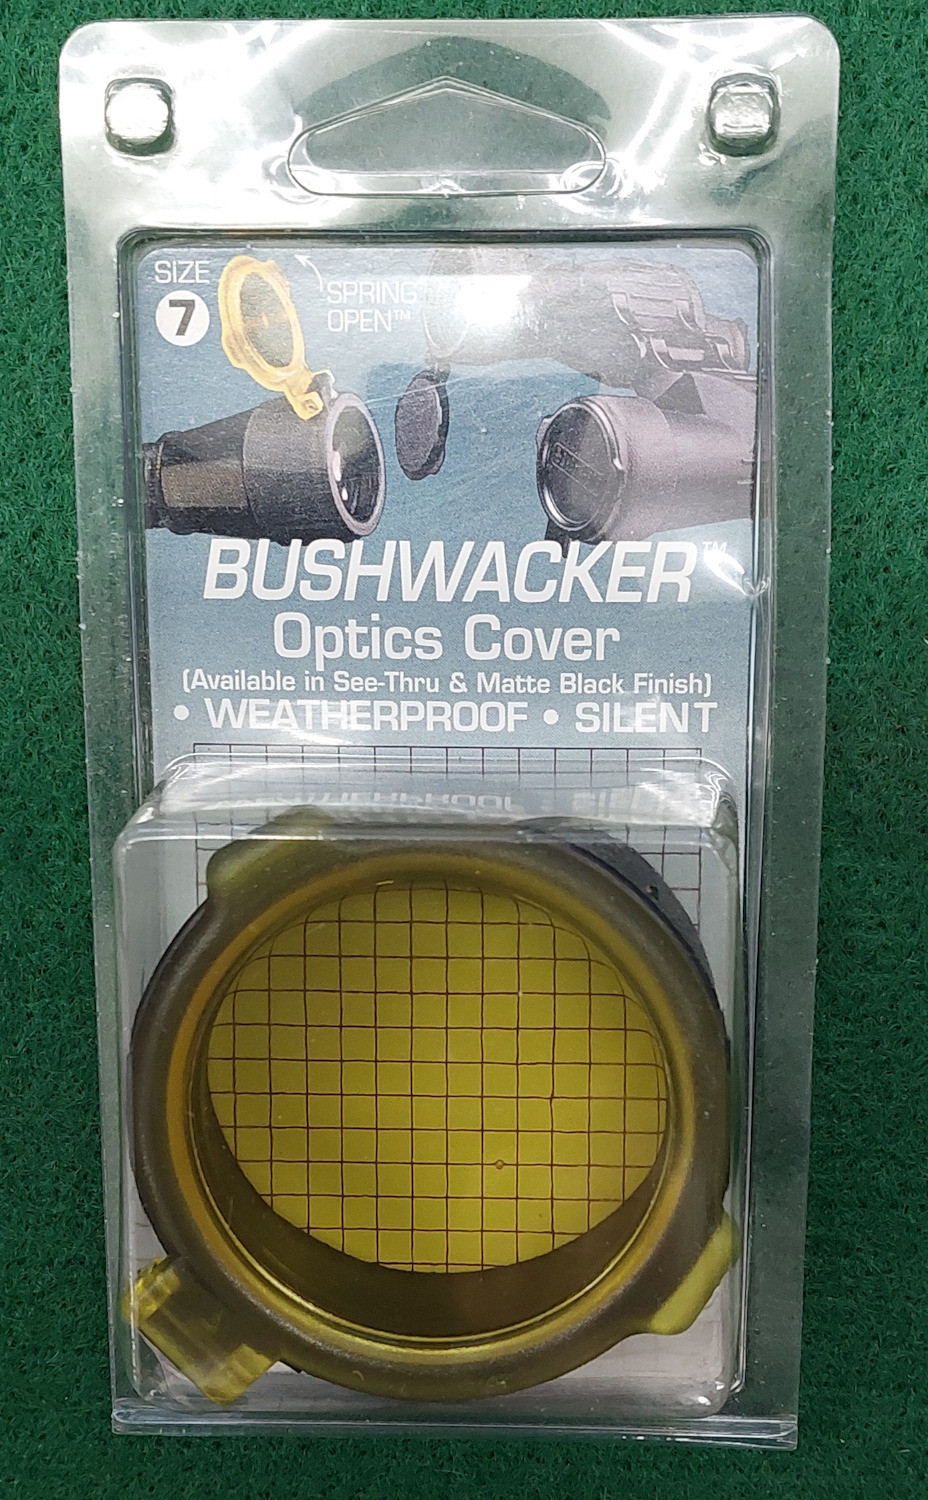 SIZE
7
SPRING
OPEN™
BUSHWACKER™
Optics Cover
(Available in See-Thru & Matte Black Finish)
• WEATHERPROOF • SILENT